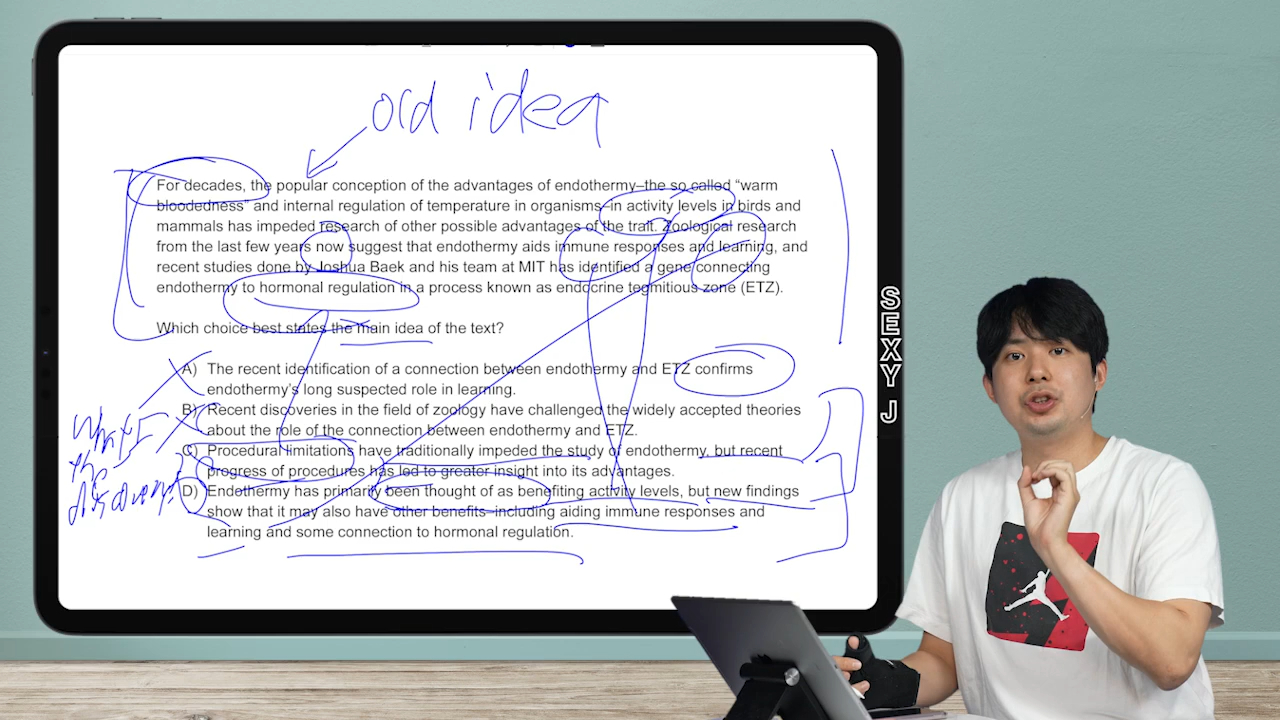 old idea
For decades, the popular conception of the advantages of endothermy–the so called “warm
bloodedness” and internal regulation of temperature in organisms–in activity levels in birds and
mammals has impeded research of other possible advantages of the trait. Zoological research
from the last few years now suggest that endothermy aids immune responses and learning, and
recent studies done by Joshua Baek and his team at MIT has identified a gene connecting
endothermy to hormonal regulation in a process known as endocrine tegmitious zone (ETZ).
Which choice best states the main idea of the text?
A) The recent identification of a connection between endothermy and ETZ confirms
endothermy’s long suspected role in learning.
B) Recent discoveries in the field of zoology have challenged the widely accepted theories
about the role of the connection between endothermy and ETZ.
C) Procedural limitations have traditionally impeded the study of endothermy, but recent
progress of procedures has led to greater insight into its advantages.
D) Endothermy has primarily been thought of as benefiting activity levels, but new findings
show that it may also have other benefits–including aiding immune responses and
learning and some connection to hormonal regulation.
SEXY J